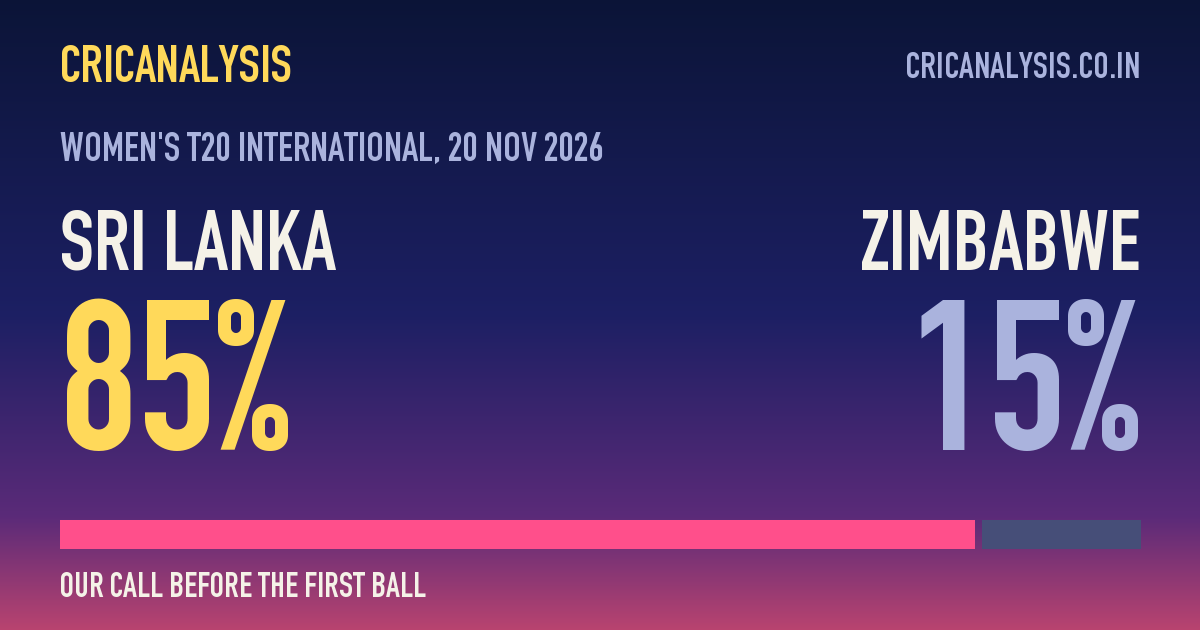 CRICANALYSIS
CRICANALYSIS.CO.IN
WOMEN'S T20 INTERNATIONAL, 20 NOV 2026
SRI LANKA
ZIMBABWE
85%
15%
OUR CALL BEFORE THE FIRST BALL